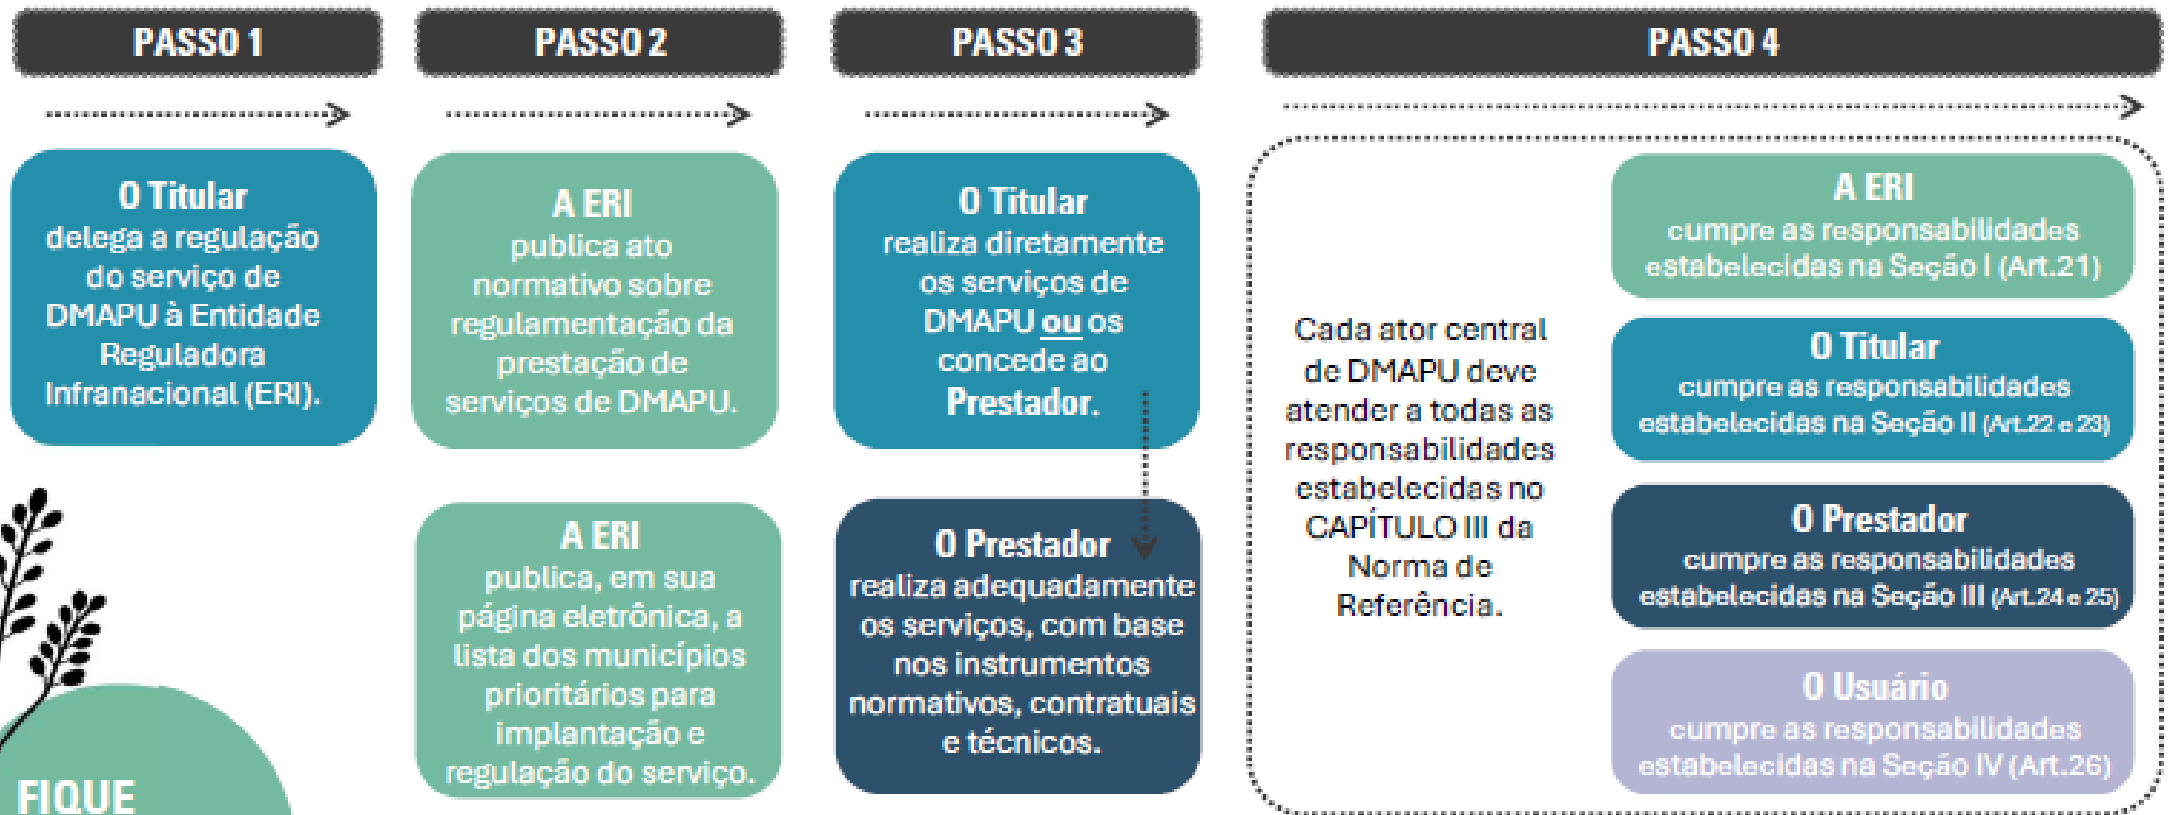 PASSO 1
O Titular
delega a regulação
do serviço de
DMAPU à Entidade
Reguladora
Infranacional (ERI).
PASSO 2
A ERI
publica ato
normativo sobre
regulamentação da
prestação de
serviços de DMAPU.
A ERI
publica, em sua
página eletrônica, a
lista dos municípios
prioritários para
implantação e
regulação do serviço.
PASSO 3
O Titular
realiza diretamente
os serviços de
DMAPU ou os
concede ao
Prestador.
O Prestador
realiza adequadamente
os serviços, com base
nos instrumentos
normativos, contratuais
e técnicos.
PASSO 4
Cada ator central
de DMAPU deve
atender a todas as
responsabilidades
estabelecidas no
CAPÍTULO III da
Norma de
Referência.
A ERI
cumpre as responsabilidades
estabelecidas na Seção I (Art.21)
O Titular
cumpre as responsabilidades
estabelecidas na Seção II (Art.22 e 23)
O Prestador
cumpre as responsabilidades
estabelecidas na Seção III (Art.24 e 25)
O Usuário
cumpre as responsabilidades
estabelecidas na Seção IV (Art.26)
FIQUE